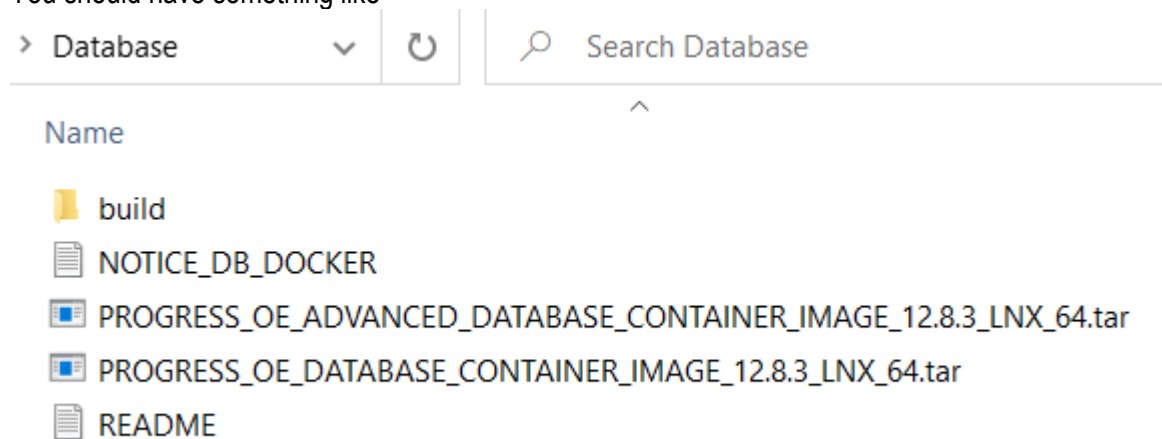 You should have something like
> Database
Search Database
Name
build
NOTICE_DB_DOCKER
PROGRESS_OE_ADVANCED_DATABASE_CONTAINER_IMAGE_12.8.3_LNX_64.tar
PROGRESS_OE_DATABASE_CONTAINER_IMAGE_12.8.3_LNX_64.tar
README